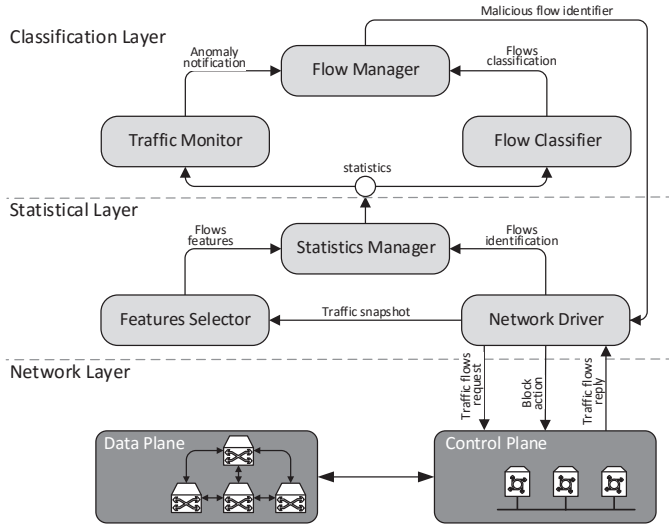 Malicious flow identifier
Classification Layer
Anomaly
notification
Flow Manager
Flows
classification
Traffic Monitor
Flow Classifier
statistics
Statistical Layer
Flows
features
Statistics Manager
Flows
identification
Features Selector
Traffic snapshot
Network Driver
Network Layer
Traffic flows
request
Block
action
Traffic flows
reply
Data Plane
Control Plane